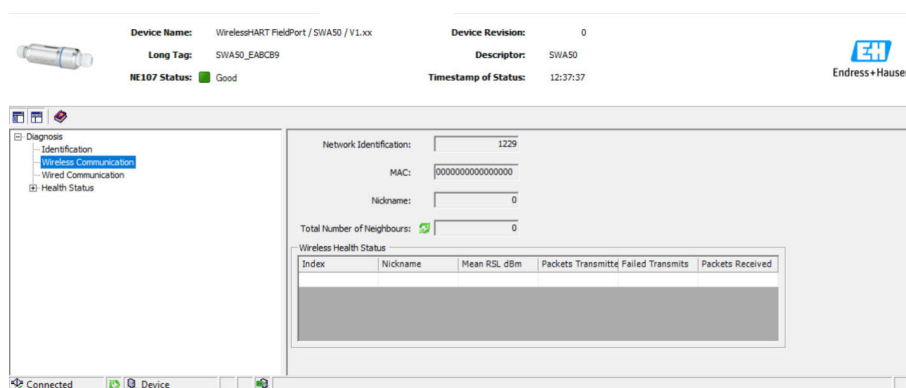 Device Name: WirelessHART FieldPort / SWA50 / V1.xx Device Revision: 0
Long Tag: SWA50_EABCB9 Descriptor: SWA50
NE107 Status: Good Timestamp of Status: 12:37:37
EH
Endress+Hauser
Diagnosis
Identification
Wireless Communication
Wired Communication
Health Status
Network Identification: 1229
MAC: 0000000000000000
Nickname: 0
Total Number of Neighbours: 0
Wireless Health Status
Index Nickname Mean RSL dBm Packets Transmitte Failed Transmits Packets Received
Connected Device